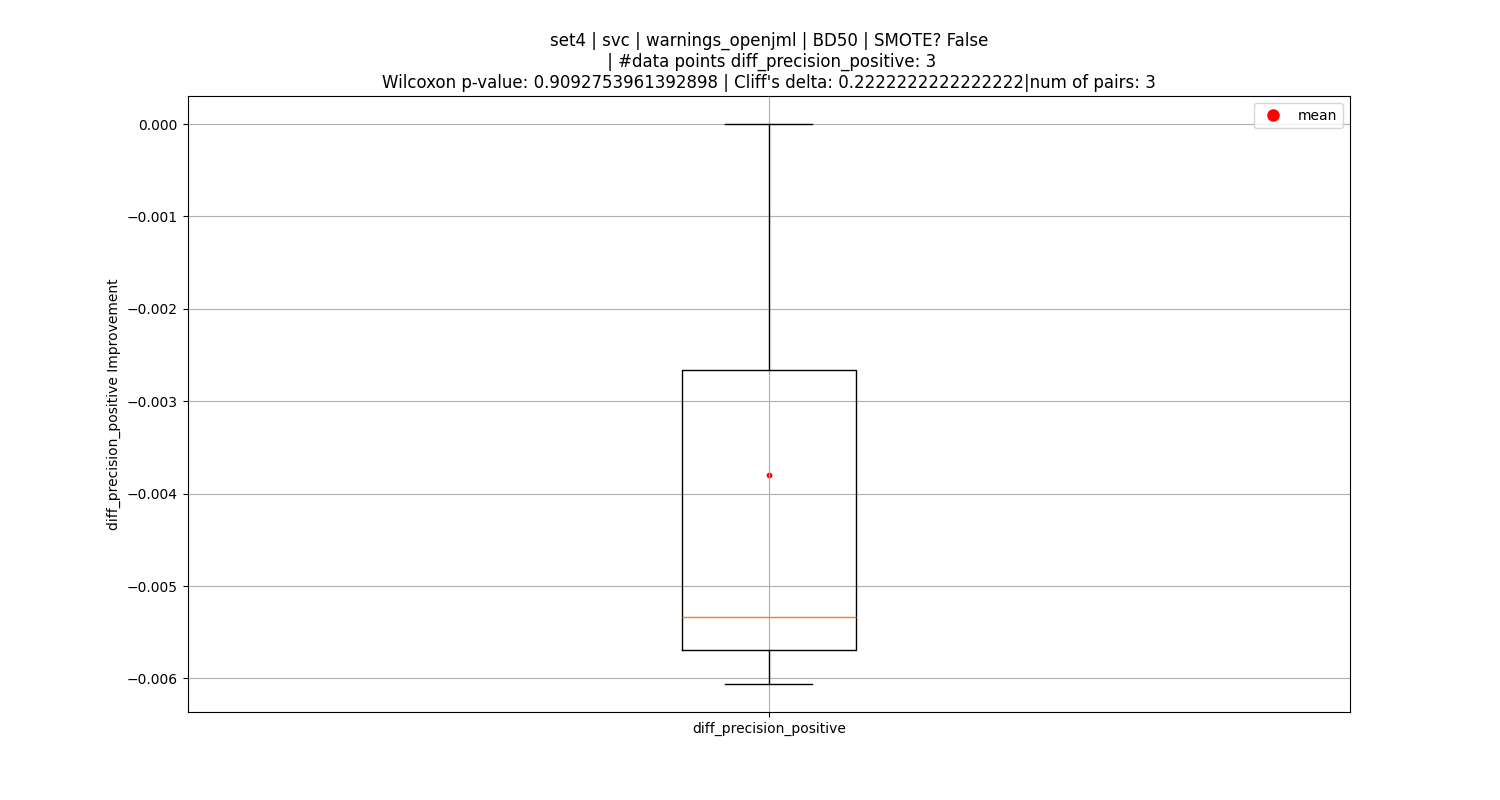 set4 | svc | warnings_openjml | BD50 | SMOTE? False
| #data points diff_precision_positive: 3
Wilcoxon p-value: 0.9092753961392898 | Cliff's delta: 0.2222222222222222|num of pairs: 3
mean
0.000
−0.001
−0.002
−0.003
−0.004
−0.005
−0.006
diff_precision_positive Improvement
diff_precision_positive